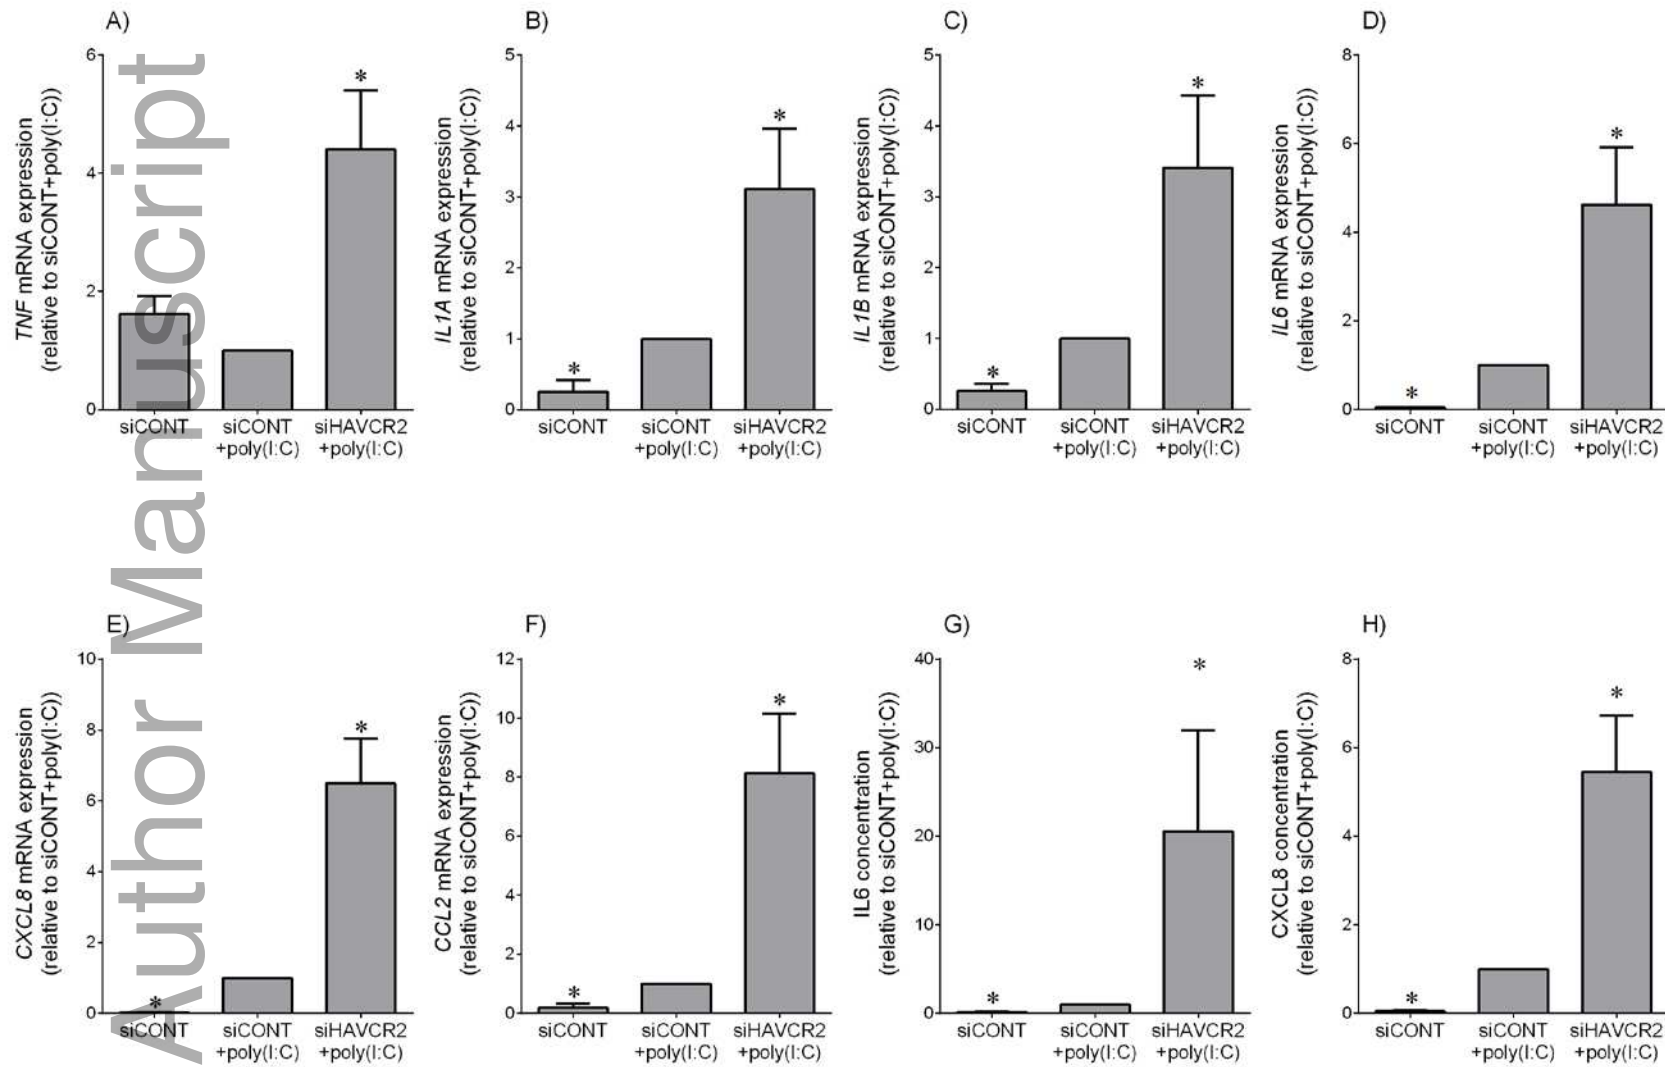 A)
TNF mRNA expression
(relative to siCONT+poly(I:C))
6
4
2
0
*
siCONT
siCONT
+poly(I:C)
siHAVCR2
+poly(I:C)
B)
IL1A mRNA expression
(relative to siCONT+poly(I:C))
5
4
3
2
1
0
*
*
siCONT
siCONT
+poly(I:C)
siHAVCR2
+poly(I:C)
C)
IL1B mRNA expression
(relative to siCONT+poly(I:C))
5
4
3
2
1
0
*
*
siCONT
siCONT
+poly(I:C)
siHAVCR2
+poly(I:C)
D)
IL6 mRNA expression
(relative to siCONT+poly(I:C))
8
6
4
2
0
*
*
siCONT
siCONT
+poly(I:C)
siHAVCR2
+poly(I:C)
E)
CXCL8 mRNA expression
(relative to siCONT+poly(I:C))
10
8
6
4
2
0
*
*
siCONT
siCONT
+poly(I:C)
siHAVCR2
+poly(I:C)
F)
CCL2 mRNA expression
(relative to siCONT+poly(I:C))
12
10
8
6
4
2
0
*
*
siCONT
siCONT
+poly(I:C)
siHAVCR2
+poly(I:C)
G)
IL6 concentration
(relative to siCONT+poly(I:C))
40
30
20
10
0
*
*
siCONT
siCONT
+poly(I:C)
siHAVCR2
+poly(I:C)
H)
CXCL8 concentration
(relative to siCONT+poly(I:C))
8
6
4
2
0
*
*
siCONT
siCONT
+poly(I:C)
siHAVCR2
+poly(I:C)
Author Manuscript